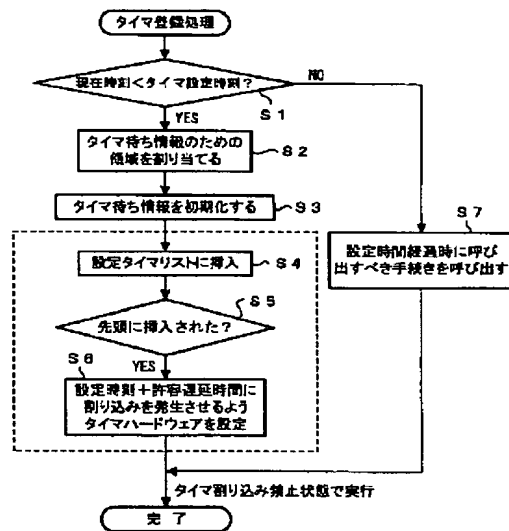 タイマ登録処理
現在時刻<タイマ設定時刻?
NO
S1
YES
タイマ待ち情報のための
領域を割り当てる
S2
タイマ待ち情報を初期化する
S3
S7
設定時間経過時に呼び
出すべき手続きを呼び出す
設定タイマリストに挿入
S4
S5
先頭に挿入された?
S6
YES
設定時刻+許容遅延時間に
割り込みを発生させるよう
タイマハードウェアを設定
タイマ割り込み禁止状態で実行
完了